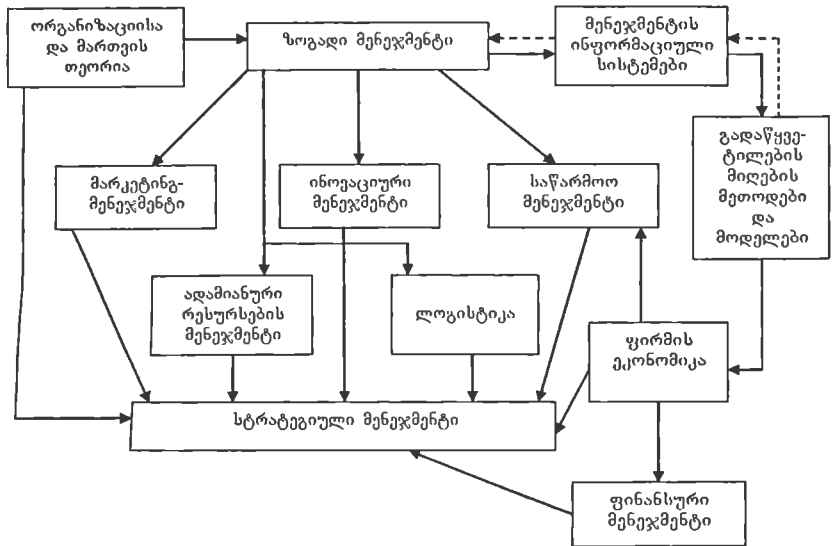 ორგანიზაციისა
და მართვის
თეორია
ზოგადი მენეჯმენტი
მენეჯმენტის
ინფორმაციული
სისტემები
გადაწყვე-
ტილების
მიღების
მეთოდები
და
მოდელები
მარკეტინგ-
მენეჯმენტი
ინოვაციური
მენეჯმენტი
საწარმოო
მენეჯმენტი
ადამიანური
რესურსების
მენეჯმენტი
ლოგისტიკა
ფირმის
ეკონომიკა
სტრატეგიული მენეჯმენტი
ფინანსური
მენეჯმენტი